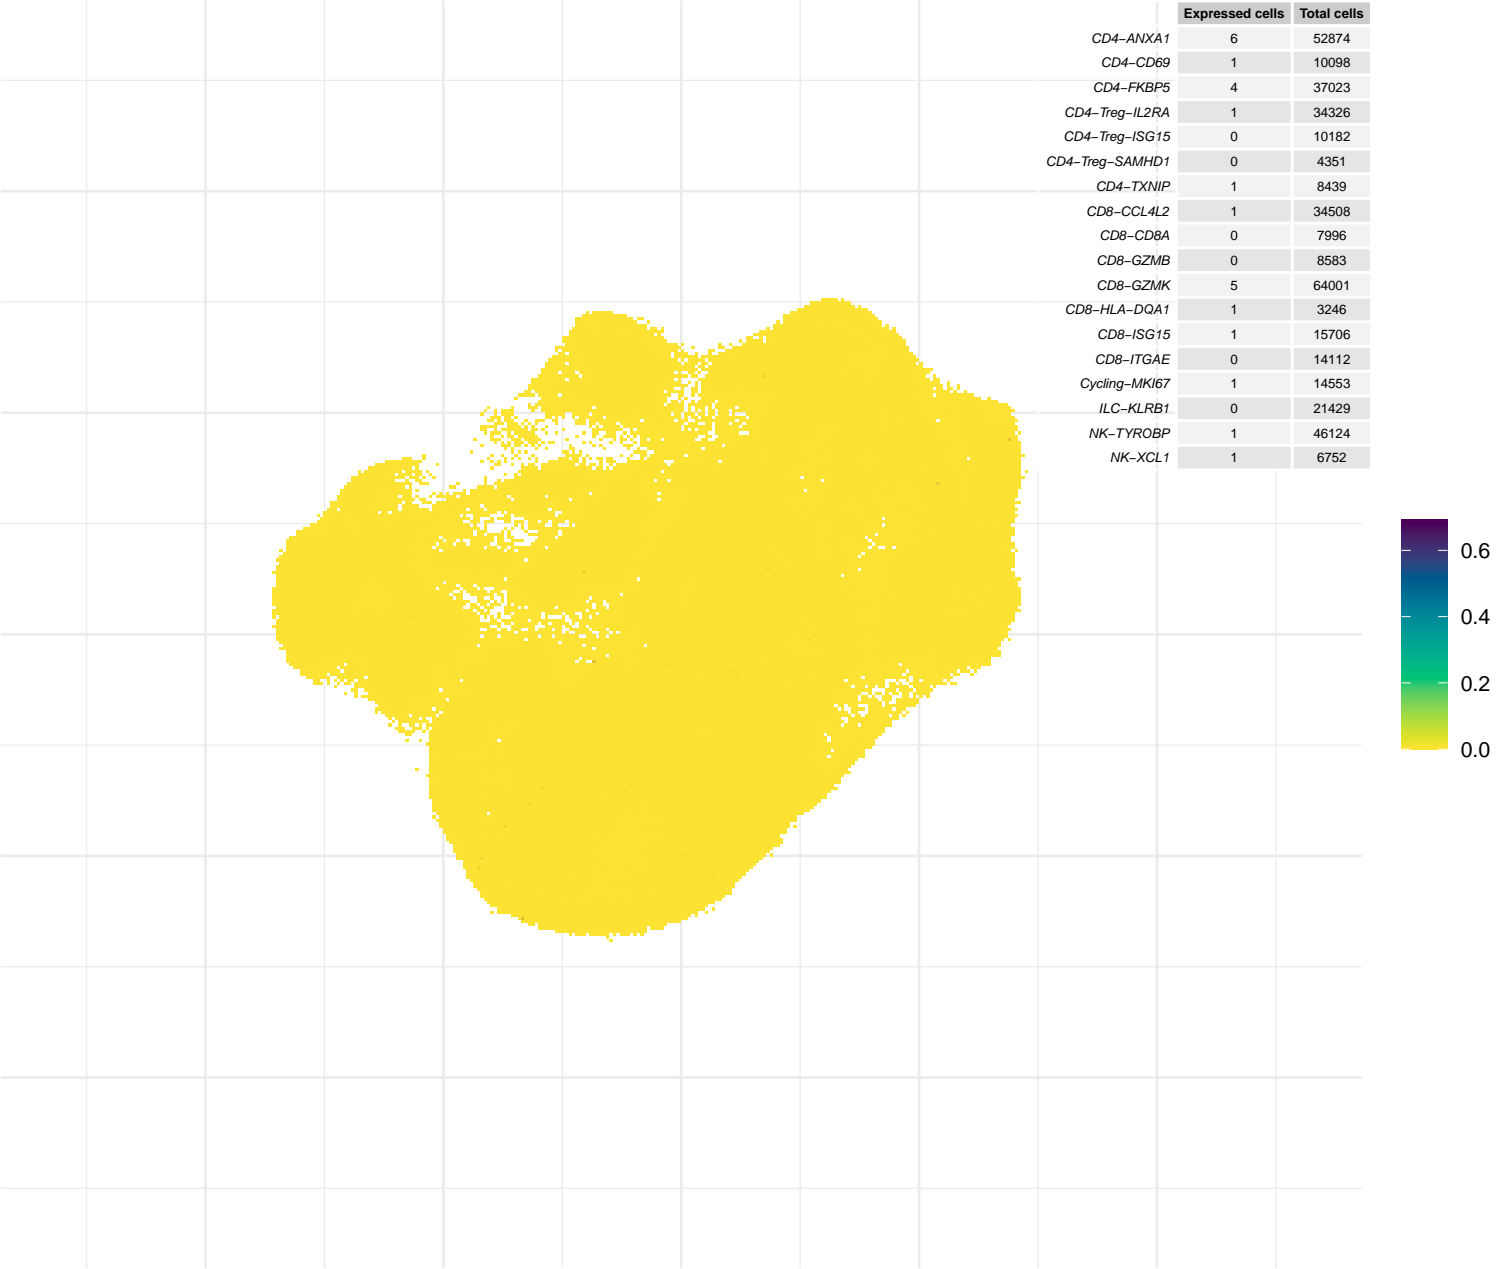 Expressed cells Total cells
CD4−ANXA1 6 52874
CD4−CD69 1 10098
CD4−FKBP5 4 37023
CD4−Treg−IL2RA 1 34326
CD4−Treg−ISG15 0 10182
CD4−Treg−SAMHD1 0 4351
CD4−TXNIP 1 8439
CD8−CCL4L2 1 34508
CD8−CD8A 0 7996
CD8−GZMB 0 8583
CD8−GZMK 5 64001
CD8−HLA−DQA1 1 3246
CD8−ISG15 1 15706
CD8−ITGAE 0 14112
Cycling−MKI67 1 14553
ILC−KLRB1 0 21429
NK−TYROBP 1 46124
NK−XCL1 1 6752
0.6
0.4
0.2
0.0